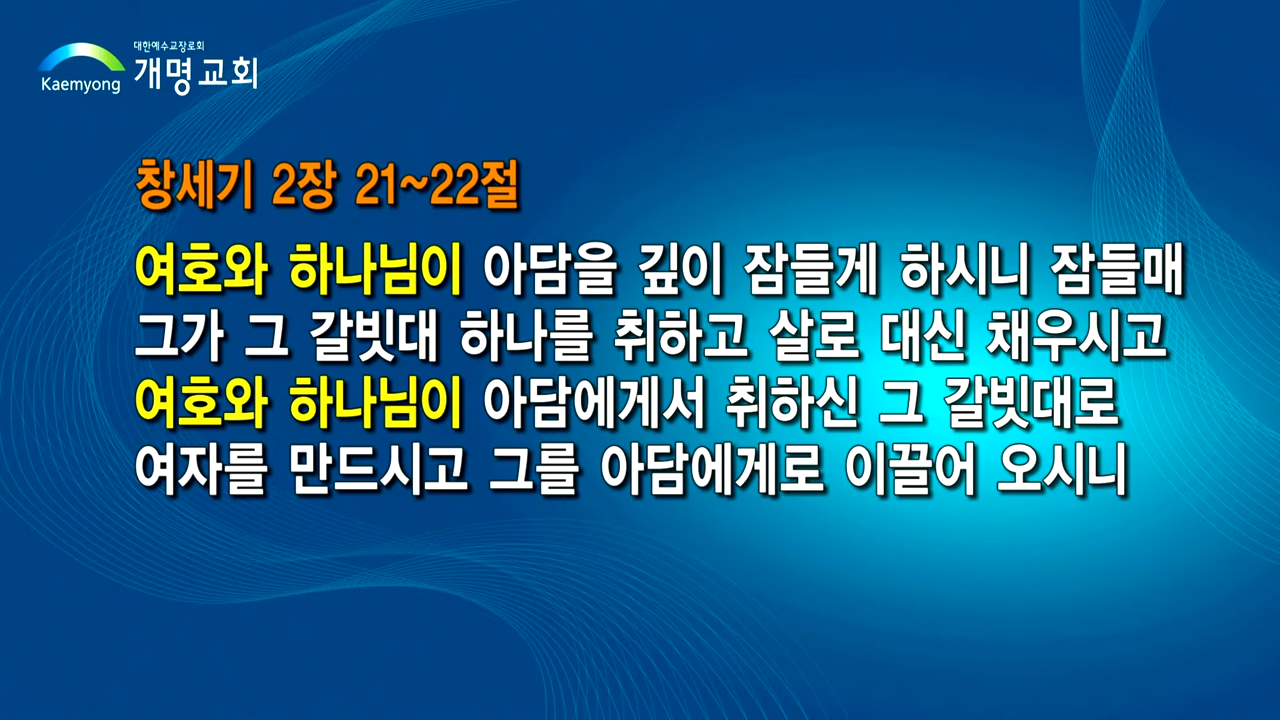 대한예수교장로회
Kaemyong 개명교회
창세기 2장 21~22절
여호와 하나님이 아담을 깊이 잠들게 하시니 잠들매
그가 그 갈빗대 하나를 취하고 살로 대신 채우시고
여호와 하나님이 아담에게서 취하신 그 갈빗대로
여자를 만드시고 그를 아담에게로 이끌어 오시니